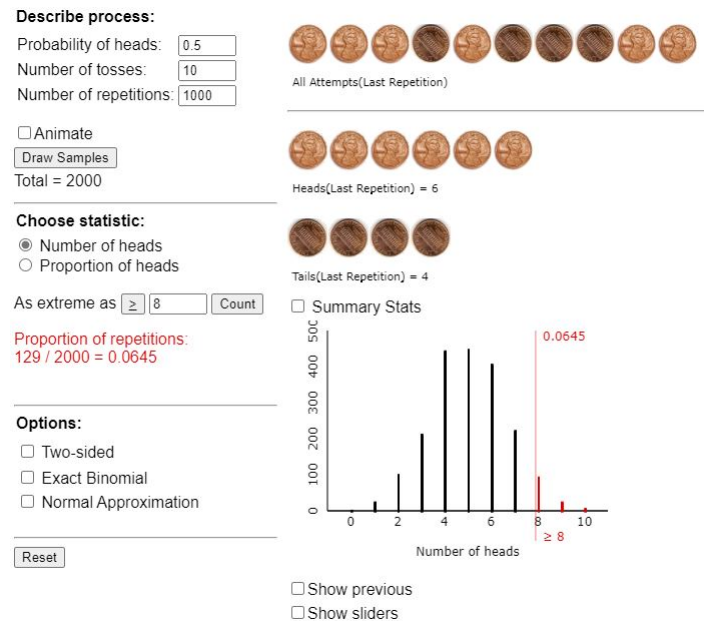 Describe process:
Probability of heads: 0.5
Number of tosses: 10
Number of repetitions: 1000
Animate
Draw Samples
Total = 2000
Choose statistic:
Number of heads
Proportion of heads
As extreme as ≥ 8 Count
Proportion of repetitions:
129 / 2000 = 0.0645
Options:
Two-sided
Exact Binomial
Normal Approximation
Reset
All Attempts(Last Repetition)
Heads(Last Repetition) = 6
Tails(Last Repetition) = 4
Summary Stats
0.0645
500
400
300
200
100
0
0 2 4 6 8 10
≥ 8
Number of heads
Show previous
Show sliders